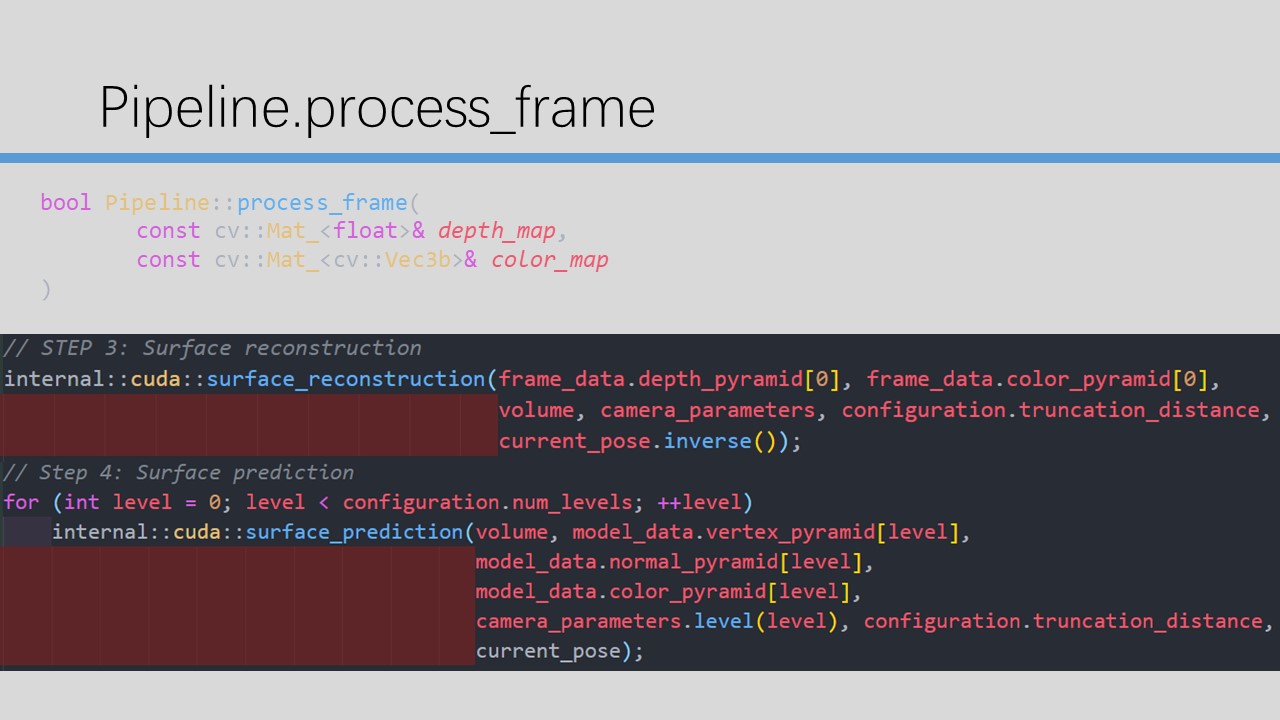 Pipeline.process_frame
bool Pipeline::process_frame(
const cv::Mat_<float>& depth_map,
const cv::Mat_<cv::Vec3b>& color_map
)
// STEP 3: Surface reconstruction
internal::cuda::surface_reconstruction(frame_data.depth_pyramid[0], frame_data.color_pyramid[0],
volume, camera_parameters, configuration.truncation_distance,
current_pose.inverse());
// Step 4: Surface prediction
for (int level = 0; level < configuration.num_levels; ++level)
internal::cuda::surface_prediction(volume, model_data.vertex_pyramid[level],
model_data.normal_pyramid[level],
model_data.color_pyramid[level],
camera_parameters.level(level), configuration.truncation_distance,
current_pose);